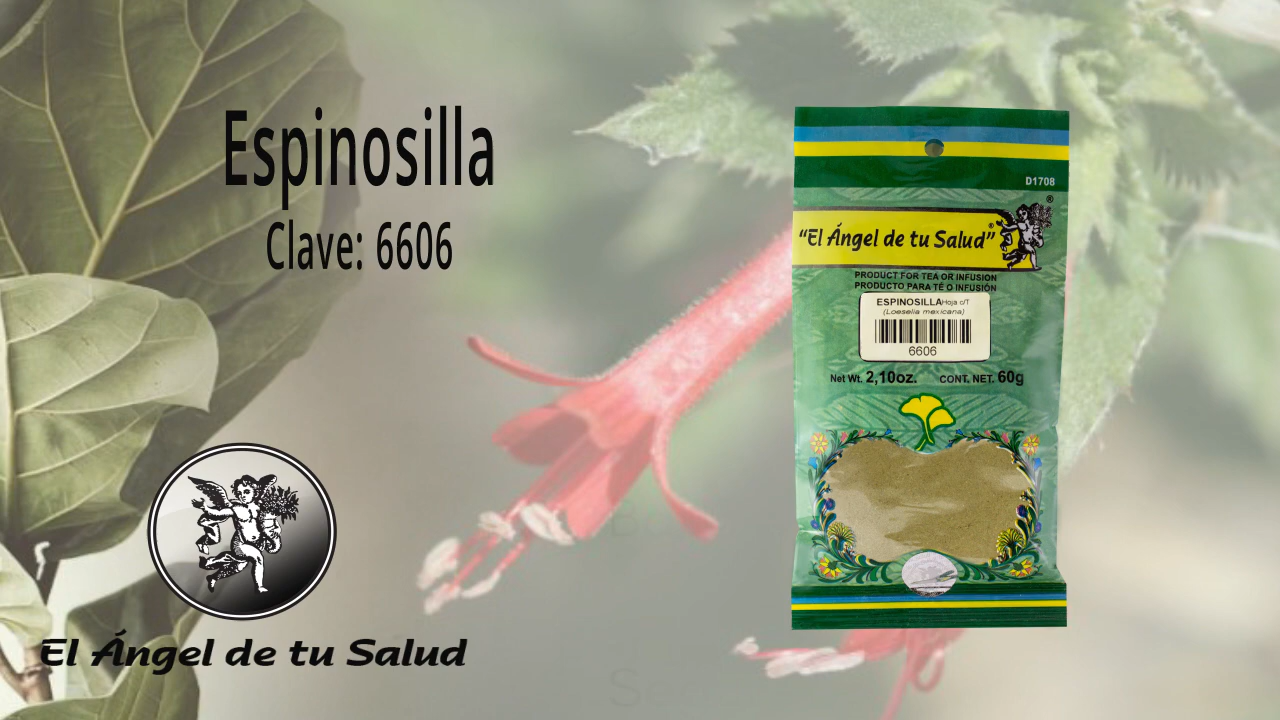 Espinosilla
Clave: 6606
El Ángel de tu Salud
D1708
®
“El Ángel de tu Salud”®
PRODUCT FOR TEA OR INFUSION
PRODUCTO PARA TÉ O INFUSIÓN
ESPINOSILLA Hoja c/T
(Loeselia mexicana)
6606
Net Wt. 2,10oz. CONT. NET. 60g